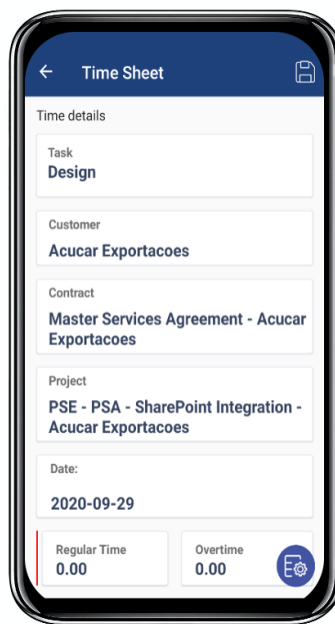 Time Sheet
Time details
Task
Design
Customer
Acucar Exportacoes
Contract
Master Services Agreement - Acucar
Exportacoes
Project
PSE - PSA - SharePoint Integration -
Acucar Exportacoes
Date:
2020-09-29
Regular Time
0.00
Overtime
0.00